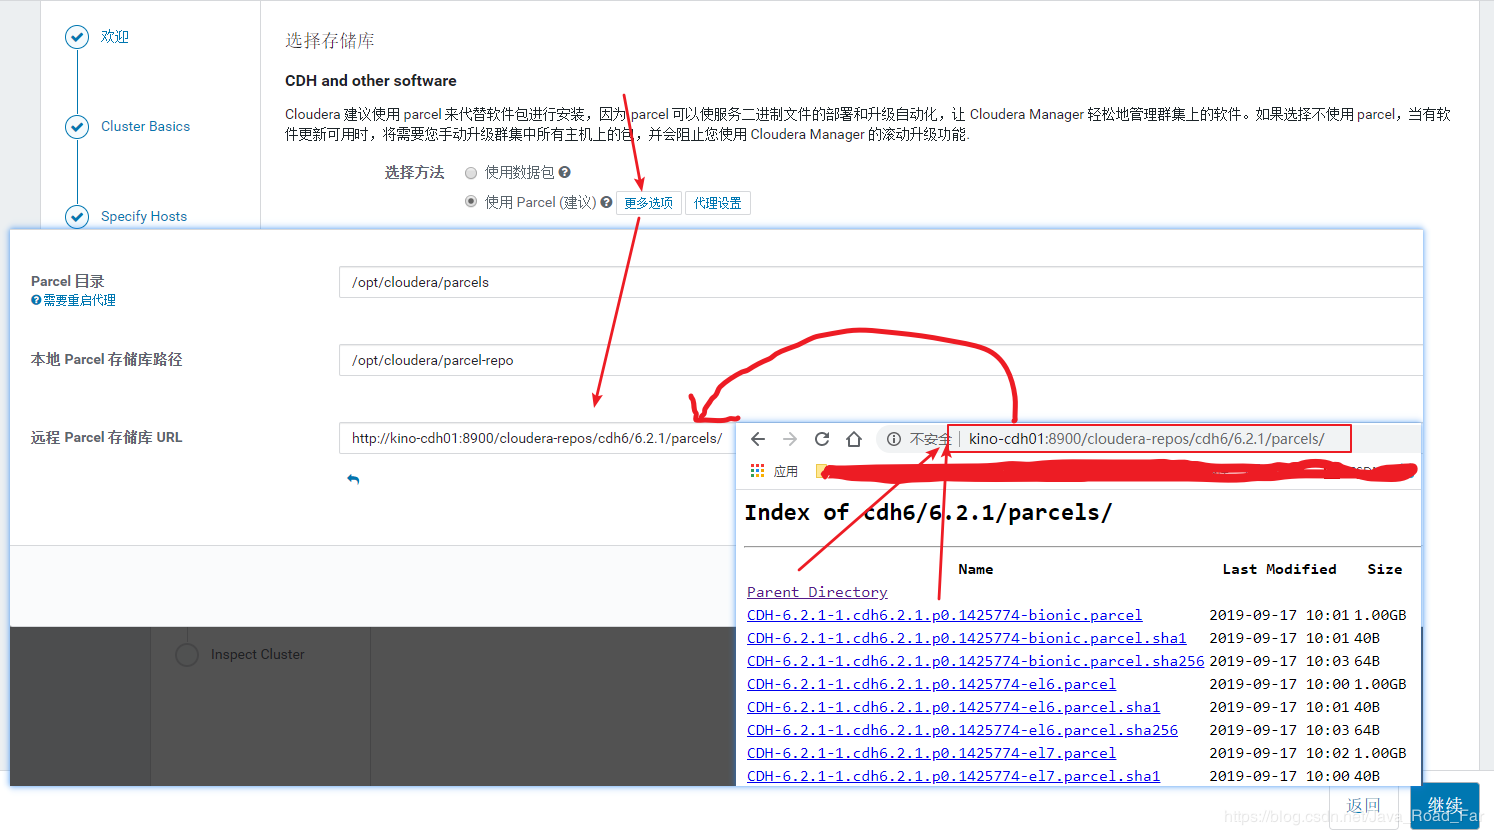 欢迎
选择存储库
CDH and other software
Cloudera 建议使用 parcel 来代替软件包进行安装，因为 parcel 可以使服务二进制文件的部署和升级自动化，让 Cloudera Manager 轻松地管理群集上的软件。如果选择不使用 parcel，当有软
件更新可用时，将需要您手动升级群集中所有主机上的包，并会阻止您使用 Cloudera Manager 的滚动升级功能.
Cluster Basics
选择方法
使用数据包
使用 Parcel (建议) 更多选项 代理设置
Specify Hosts
Parcel 目录
需要重启代理
/opt/cloudera/parcels
本地 Parcel 存储库路径
/opt/cloudera/parcel-repo
远程 Parcel 存储库 URL
http://kino-cdh01:8900/cloudera-repos/cdh6/6.2.1/parcels/
不安全 | kino-cdh01:8900/cloudera-repos/cdh6/6.2.1/parcels/
应用
Index of cdh6/6.2.1/parcels/
Name Last Modified Size
Parent Directory
CDH-6.2.1-1.cdh6.2.1.p0.1425774-bionic.parcel 2019-09-17 10:01 1.00GB
CDH-6.2.1-1.cdh6.2.1.p0.1425774-bionic.parcel.sha1 2019-09-17 10:01 40B
CDH-6.2.1-1.cdh6.2.1.p0.1425774-bionic.parcel.sha256 2019-09-17 10:03 64B
CDH-6.2.1-1.cdh6.2.1.p0.1425774-el6.parcel 2019-09-17 10:00 1.00GB
CDH-6.2.1-1.cdh6.2.1.p0.1425774-el6.parcel.sha1 2019-09-17 10:01 40B
CDH-6.2.1-1.cdh6.2.1.p0.1425774-el6.parcel.sha256 2019-09-17 10:03 64B
CDH-6.2.1-1.cdh6.2.1.p0.1425774-el7.parcel 2019-09-17 10:02 1.00GB
CDH-6.2.1-1.cdh6.2.1.p0.1425774-el7.parcel.sha1 2019-09-17 10:00 40B
Inspect Cluster
返回
继续
https://blog.csdn.net/Java_Road_Far